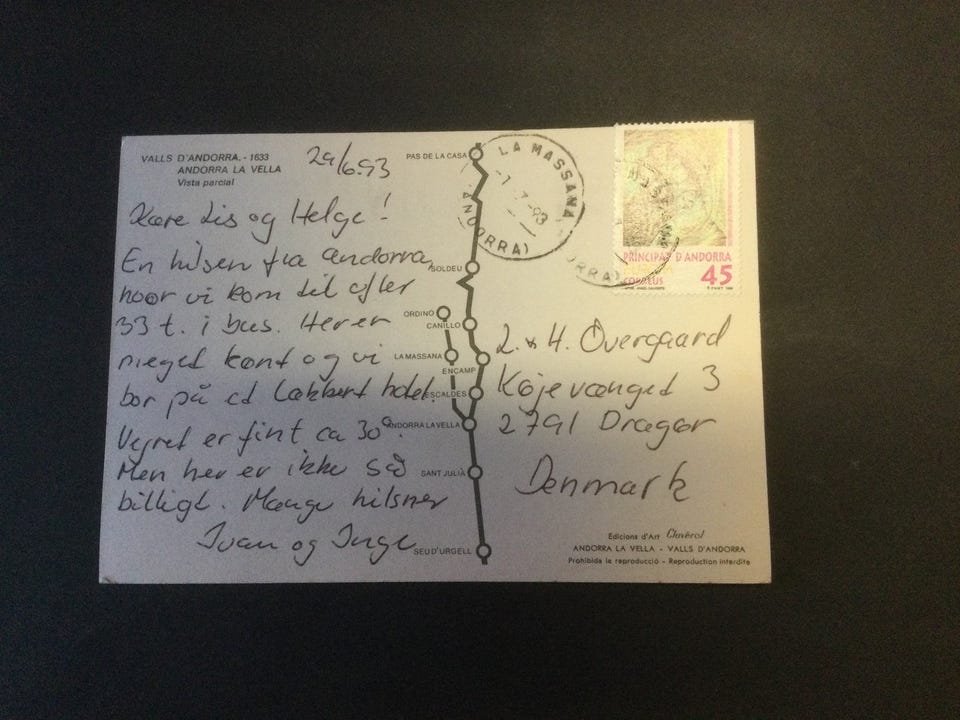 VALLS D'ANDORRA. - 1633
ANDORRA LA VELLA
Vista parcial
29/6.93
Kære Lis og Helge!
En hilsen fra Andorra,
hvor vi kom til efter
33 t. i bus. Her er
meget kønt og vi
bor på et lækkert hotel.
Vejret er fint ca 30°.
Men her er ikke så
billigt. Mange hilsner
Ivan og Inge
PAS DE LA CASA
SOLDEU
ORDINO
CANILLO
LA MASSANA
ENCAMP
ESCALDES
ANDORRA LA VELLA
SANT JULIÀ
SEU D'URGELL
LA MASSANA
-1.-7.-93
(ANDORRA)
PRINCIPAT D'ANDORRA
45
CORREUS
L. & H. Overgaard
Køjevænget 3
2791 Dragør
Denmark
Edicions d'Art Claverol
ANDORRA LA VELLA - VALLS D'ANDORRA
Prohibida la reproducció - Reproduction interdite